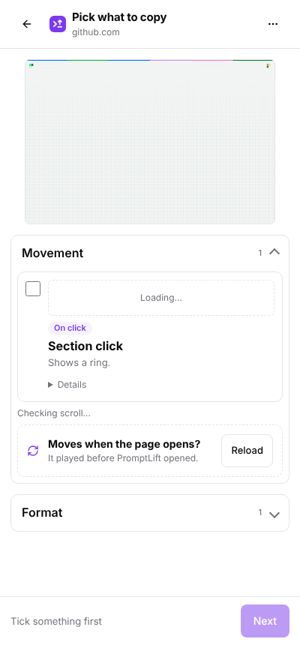 Pick what to copy
github.com
Movement
1
Loading...
On click
Section click
Shows a ring.
Details
Checking scroll...
Moves when the page opens?
It played before PromptLift opened.
Reload
Format
1
Tick something first
Next